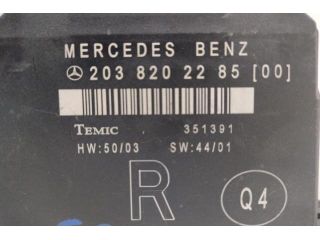 MERCEDES BENZ
203 820 22 85 [00]
TEMIC 351391
HW:50/03 SW:44/01
R Q4